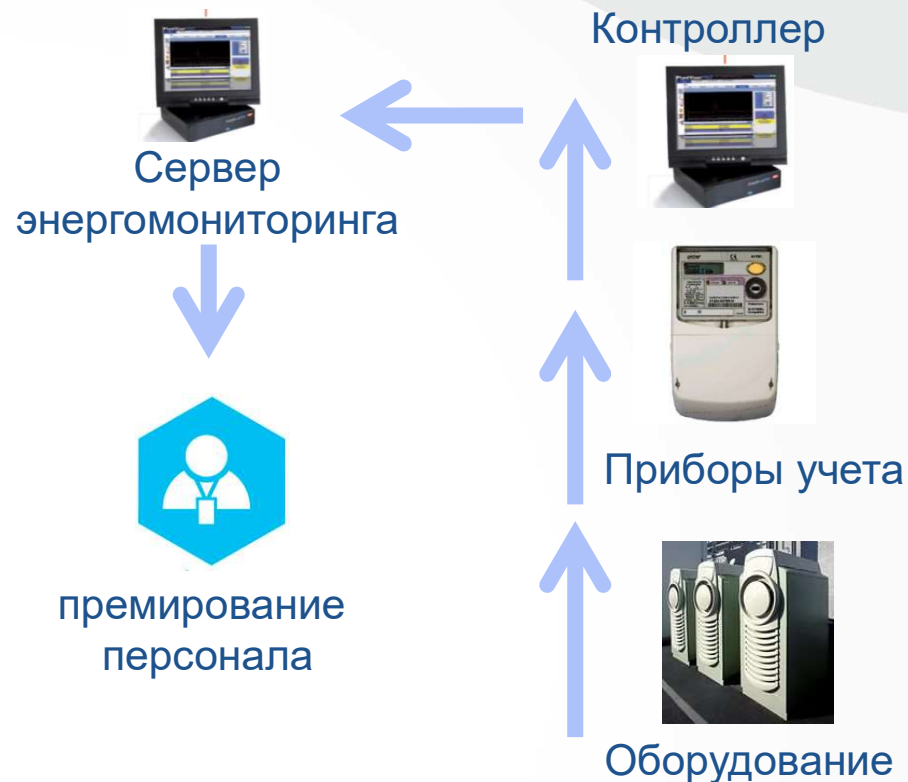 Контроллер
Сервер
энергомониторинга
Приборы учета
премирование
персонала
Оборудование